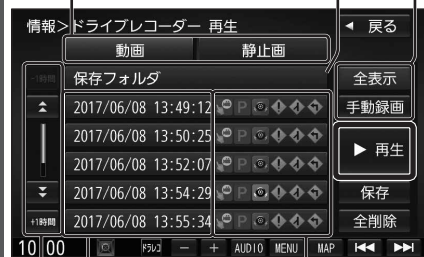 情報>ドライブレコーダー 再生
戻る
動画 静止画
-1時間 保存フォルダ 全表示
2017/06/08 13:49:12 P 手動録画
2017/06/08 13:50:25 P
再生
2017/06/08 13:52:07 P
2017/06/08 13:54:29 P 保存
+1時間 2017/06/08 13:55:34 P 全削除
10 00 ドラレコ － + AUDIO MENU MAP